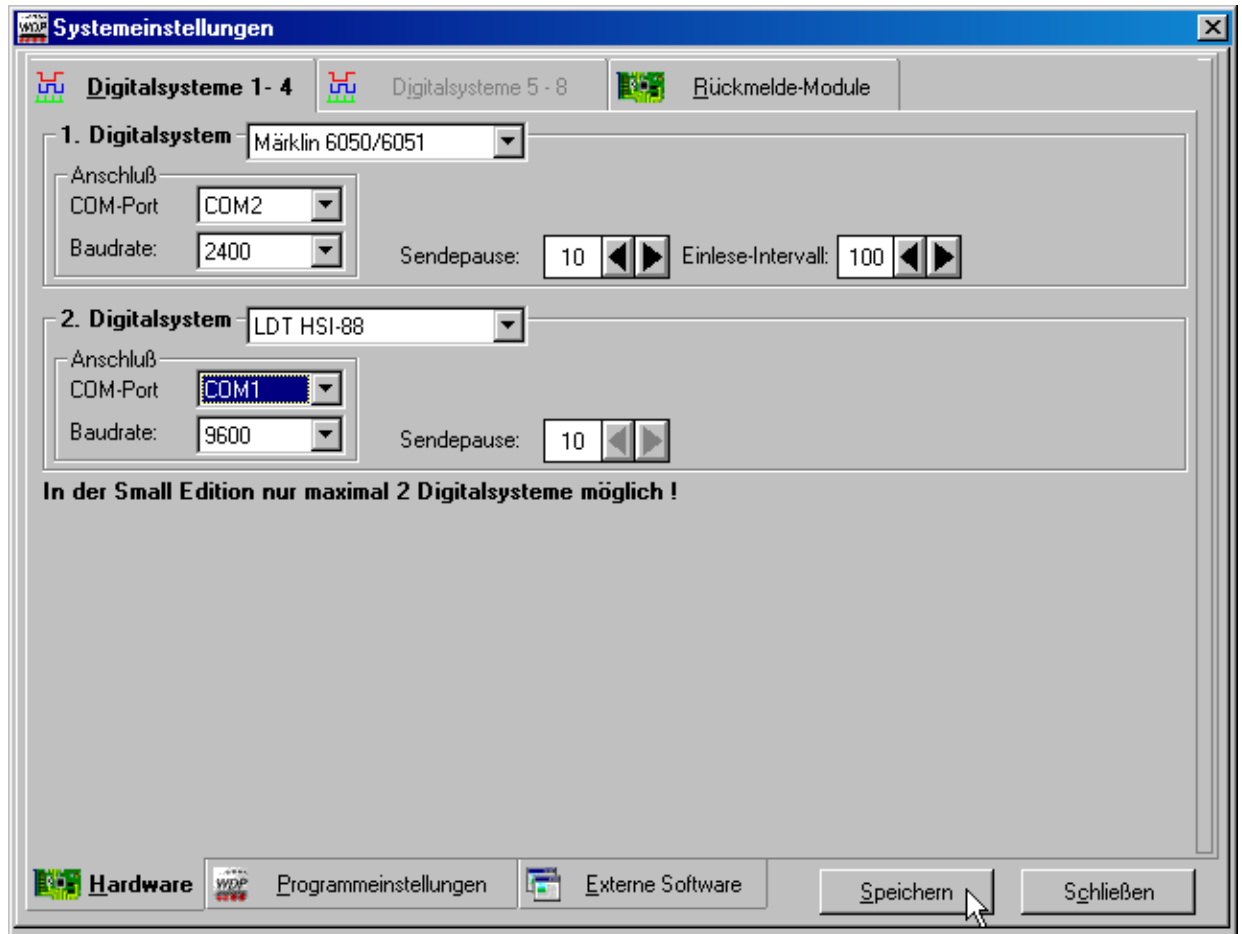 WDP Systemeinstellungen
Digitalsysteme 1- 4 Digitalsysteme 5 - 8 Rückmelde-Module
1. Digitalsystem Märklin 6050/6051
Anschluß
COM-Port COM2
Baudrate: 2400 Sendepause: 10 Einlese-Intervall: 100
2. Digitalsystem LDT HSI-88
Anschluß
COM-Port COM1
Baudrate: 9600 Sendepause: 10
In der Small Edition nur maximal 2 Digitalsysteme möglich !
Hardware WDP Programmeinstellungen Externe Software Speichern Schließen